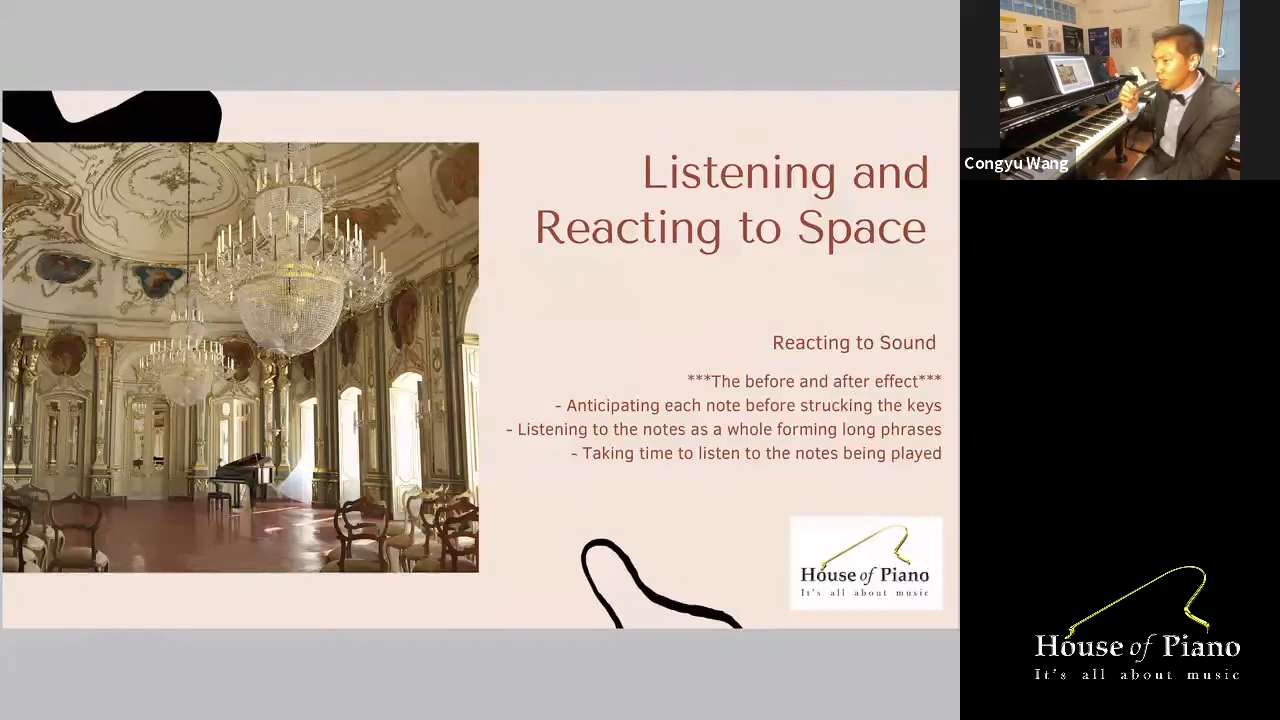 Listening and
Reacting to Space
Reacting to Sound
***The before and after effect***
- Anticipating each note before strucking the keys
- Listening to the notes as a whole forming long phrases
- Taking time to listen to the notes being played
House of Piano
It's all about music
Congyu Wang
House of Piano
It's all about music